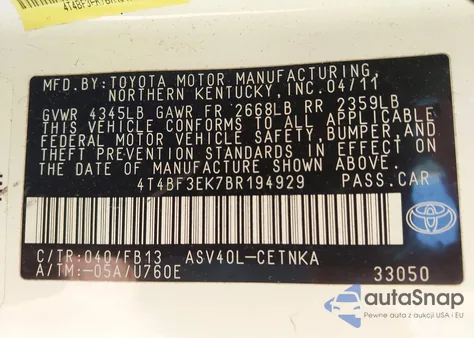 MFD.BY:TOYOTA MOTOR MANUFACTURING,
NORTHERN KENTUCKY,INC.04/11
GVWR 4345LB GAWR FR 2668LB RR 2359LB
THIS VEHICLE CONFORMS TO ALL APPLICABLE
FEDERAL MOTOR VEHICLE SAFETY, BUMPER,AND
THEFT PREVENTION STANDARDS IN EFFECT ON
THE DATE OF MANUFACTURE SHOWN ABOVE.
4T4BF3EK7BR194929 PASS.CAR
C/TR:040/FB13 ASV40L-CETNKA
A/TM:-05A/U760E 33050
autoSnap
Pewne auta z aukcji USA i EU